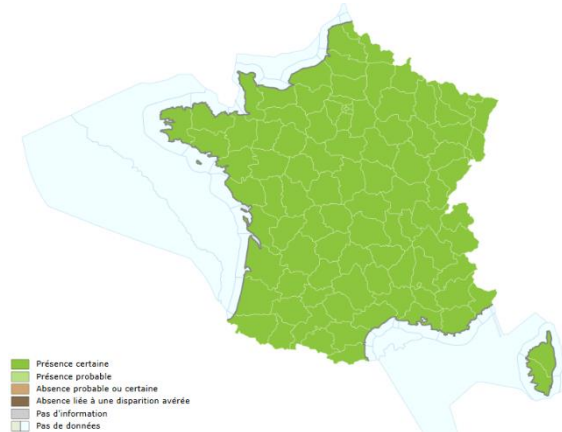 Présence certaine
Présence probable
Absence probable ou certaine
Absence liée à une disparition avérée
Pas d'information
Pas de données